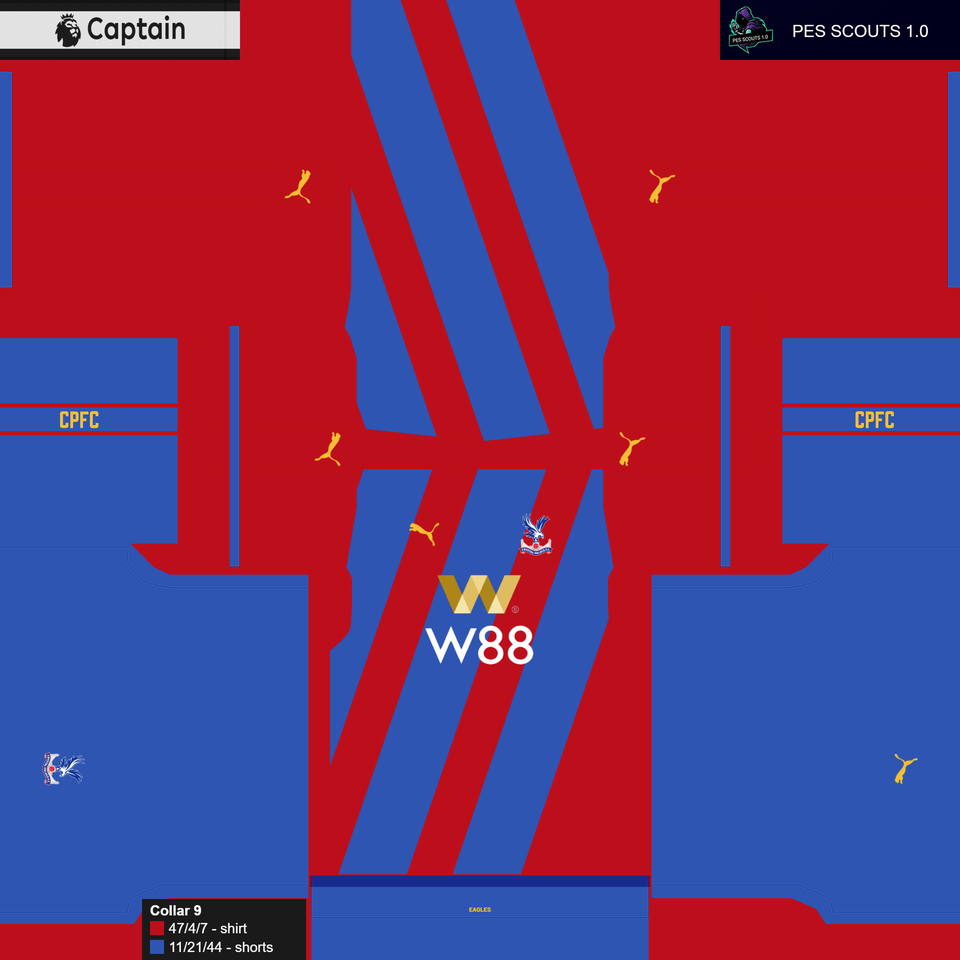 Captain
PES SCOUTS 1.0
PES SCOUTS 1.0
CPFC
CPFC
®
W88
EAGLES
Collar 9
47/4/7 - shirt
11/21/44 - shorts